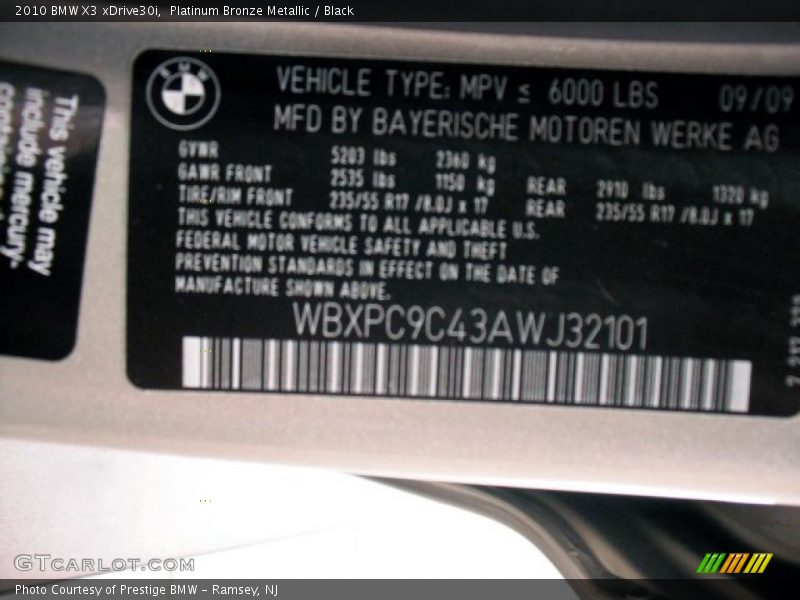 2010 BMW X3 xDrive30i, Platinum Bronze Metallic / Black
BMW
VEHICLE TYPE: MPV ≤ 6000 LBS 09/09
MFD BY BAYERISCHE MOTOREN WERKE AG
GVWR 5203 lbs 2360 kg
GAWR FRONT 2535 lbs 1150 kg REAR 2910 lbs 1320 kg
TIRE/RIM FRONT 235/55 R17 /8.0J x 17 REAR 235/55 R17 /8.0J x 17
THIS VEHICLE CONFORMS TO ALL APPLICABLE U.S.
FEDERAL MOTOR VEHICLE SAFETY AND THEFT
PREVENTION STANDARDS IN EFFECT ON THE DATE OF
MANUFACTURE SHOWN ABOVE.
WBXPC9C43AWJ32101
This vehicle may
include mercury-
GTCARLOT.COM
Photo Courtesy of Prestige BMW - Ramsey, NJ